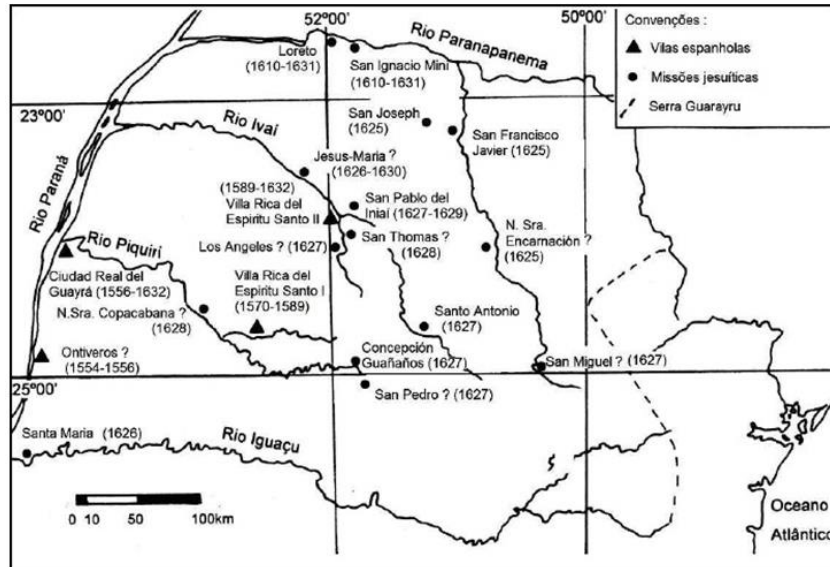 52°00'
50°00'
Convenções :
Vilas espanholas
Missões jesuíticas
Serra Guarayru
Rio Paranapanema
Loreto
(1610-1631)
San Ignacio Mini
(1610-1631)
23°00'
Rio Ivaí
San Joseph
(1625)
San Francisco
Javier (1625)
Jesus-Maria ?
(1626-1630)
(1589-1632)
Villa Rica del
Espiritu Santo II
San Pablo del
Iniaí (1627-1629)
Rio Paraná
Los Angeles ? (1627)
San Thomas ?
(1628)
N. Sra.
Encarnación ?
(1625)
Rio Piquirí
Ciudad Real del
Guayrá (1556-1632)
Villa Rica del
Espiritu Santo I
(1570-1589)
N.Sra. Copacabana ?
(1628)
Santo Antonio
(1627)
Ontiveros ?
(1554-1556)
Concepción
Guañaños (1627)
San Miguel ? (1627)
25°00'
San Pedro ? (1627)
Santa Maria (1626)
Rio Iguaçu
0 10 50 100km
Oceano
Atlântico